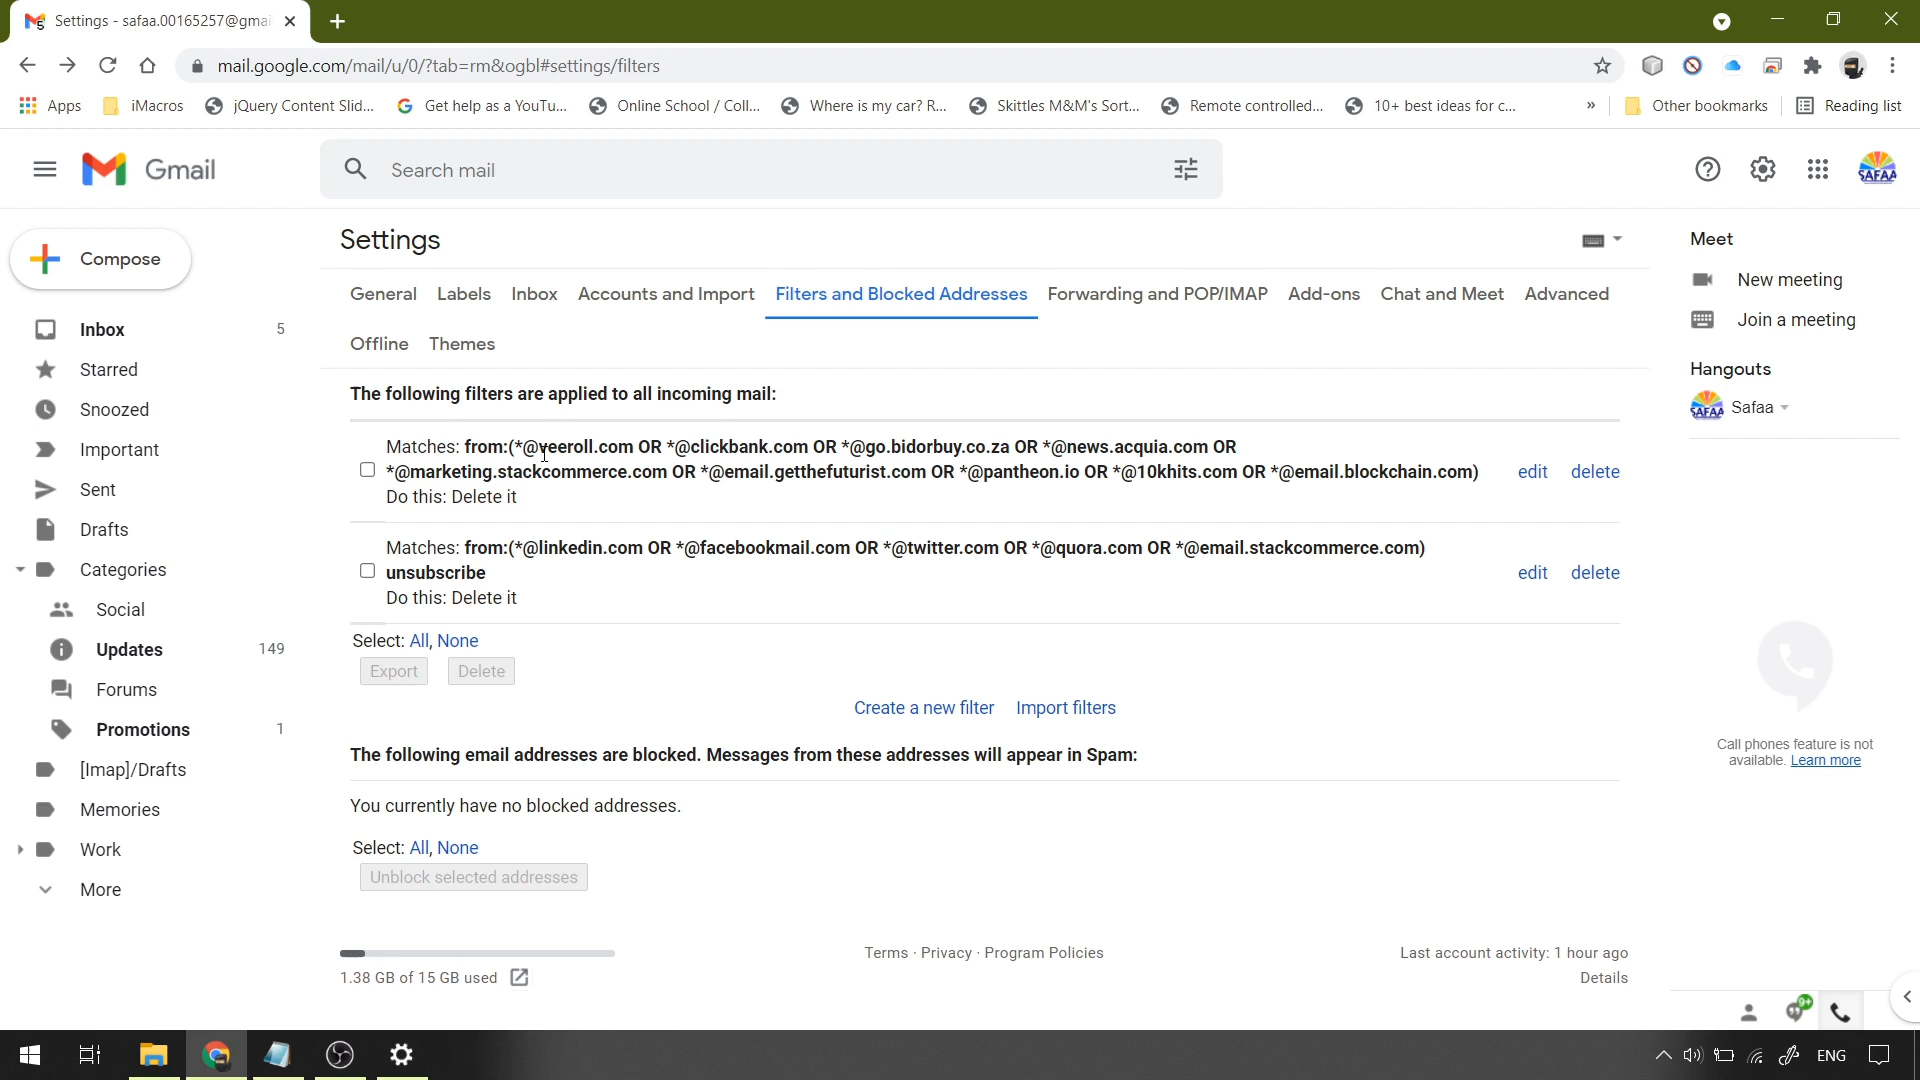 Settings - safaa.00165257@gmai
mail.google.com/mail/u/0/?tab=rm&ogbl#settings/filters
Apps iMacros jQuery Content Slid... Get help as a YouTu... Online School / Coll... Where is my car? R... Skittles M&M's Sort... Remote controlled... 10+ best ideas for c... » Other bookmarks Reading list
Gmail
Search mail
SAFAA
Compose
Inbox 5
Starred
Snoozed
Important
Sent
Drafts
Categories
Social
Updates 149
Forums
Promotions 1
[Imap]/Drafts
Memories
Work
More
Settings
General Labels Inbox Accounts and Import Filters and Blocked Addresses Forwarding and POP/IMAP Add-ons Chat and Meet Advanced
Offline Themes
The following filters are applied to all incoming mail:
Matches: from:(*@veeroll.com OR *@clickbank.com OR *@go.bidorbuy.co.za OR *@news.acquia.com OR
*@marketing.stackcommerce.com OR *@email.getthefuturist.com OR *@pantheon.io OR *@10khits.com OR *@email.blockchain.com) edit delete
Do this: Delete it
Matches: from:(*@linkedin.com OR *@facebookmail.com OR *@twitter.com OR *@quora.com OR *@email.stackcommerce.com)
unsubscribe edit delete
Do this: Delete it
Select: All, None
Export Delete
Create a new filter Import filters
The following email addresses are blocked. Messages from these addresses will appear in Spam:
You currently have no blocked addresses.
Select: All, None
Unblock selected addresses
1.38 GB of 15 GB used
Terms · Privacy · Program Policies
Last account activity: 1 hour ago
Details
Meet
New meeting
Join a meeting
Hangouts
SAFAA Safaa
Call phones feature is not
available. Learn more
9+
ENG